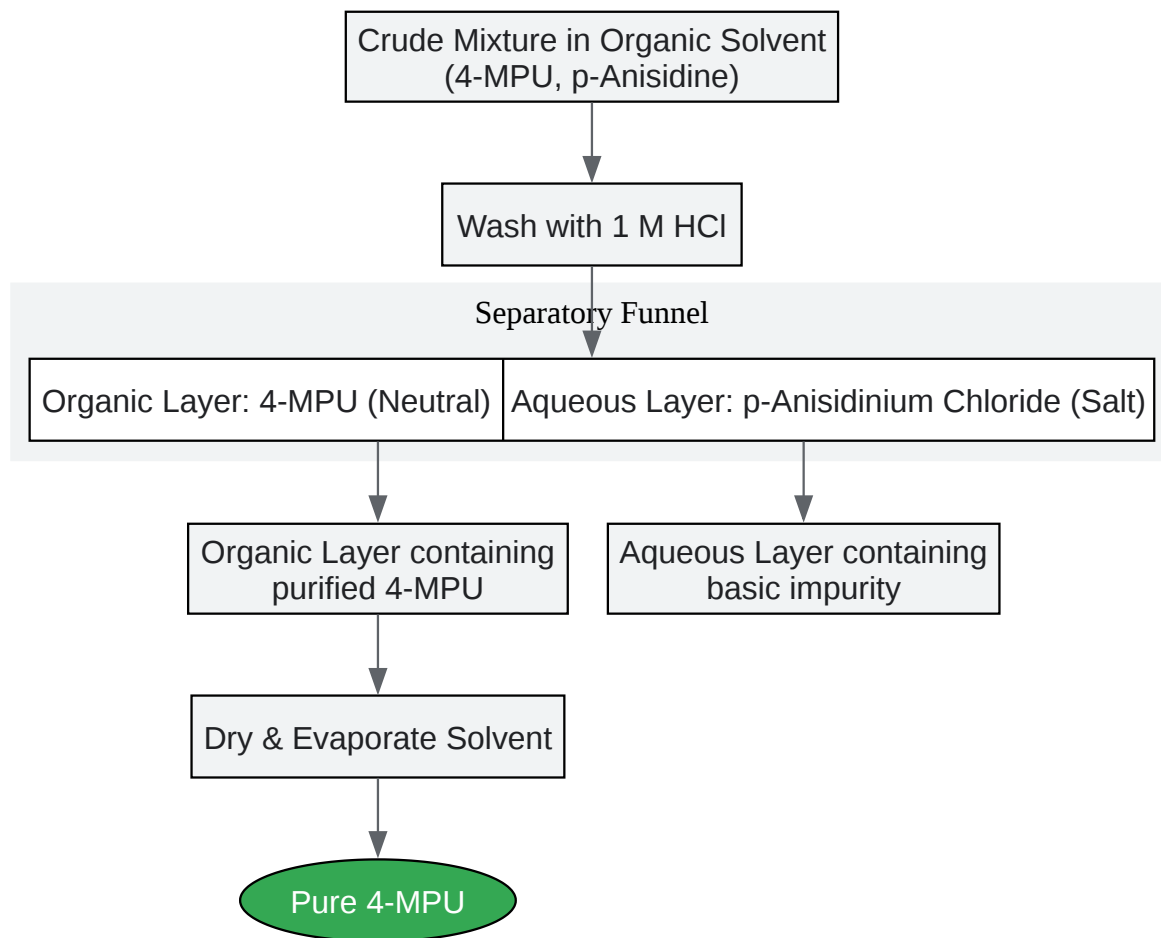 Crude Mixture in Organic Solvent
(4-MPU, p-Anisidine)
Wash with 1 M HCl
Separatory Funnel
Organic Layer: 4-MPU (Neutral)
Aqueous Layer: p-Anisidinium Chloride (Salt)
Organic Layer containing
purified 4-MPU
Aqueous Layer containing
basic impurity
Dry & Evaporate Solvent
Pure 4-MPU